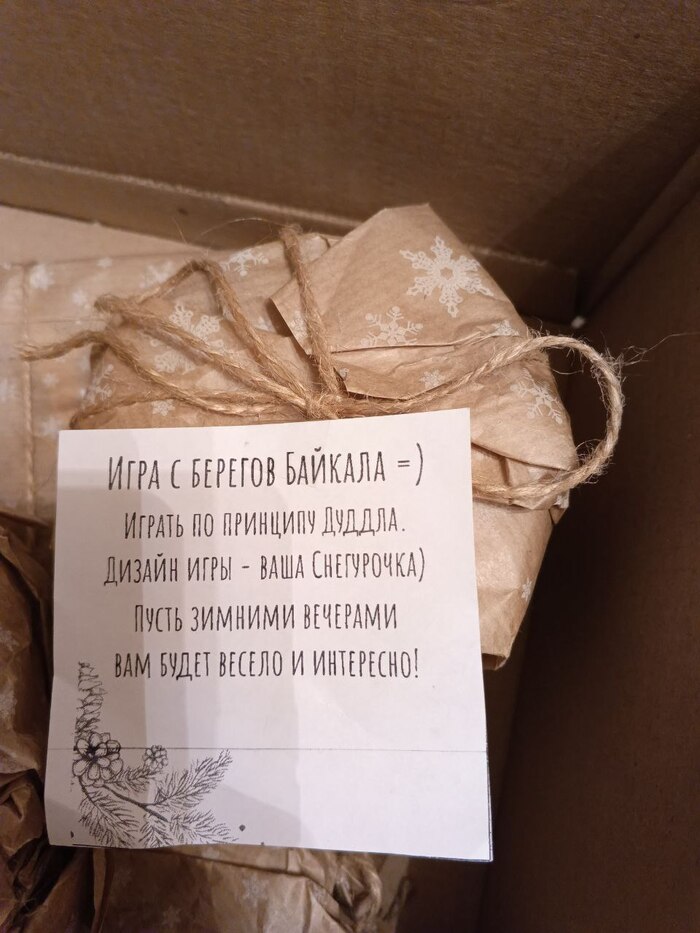 Игра с берегов Байкала =)
Играть по принципу Дуддла.
Дизайн игры - ваша Снегурочка)
Пусть зимними вечерами
вам будет весело и интересно!